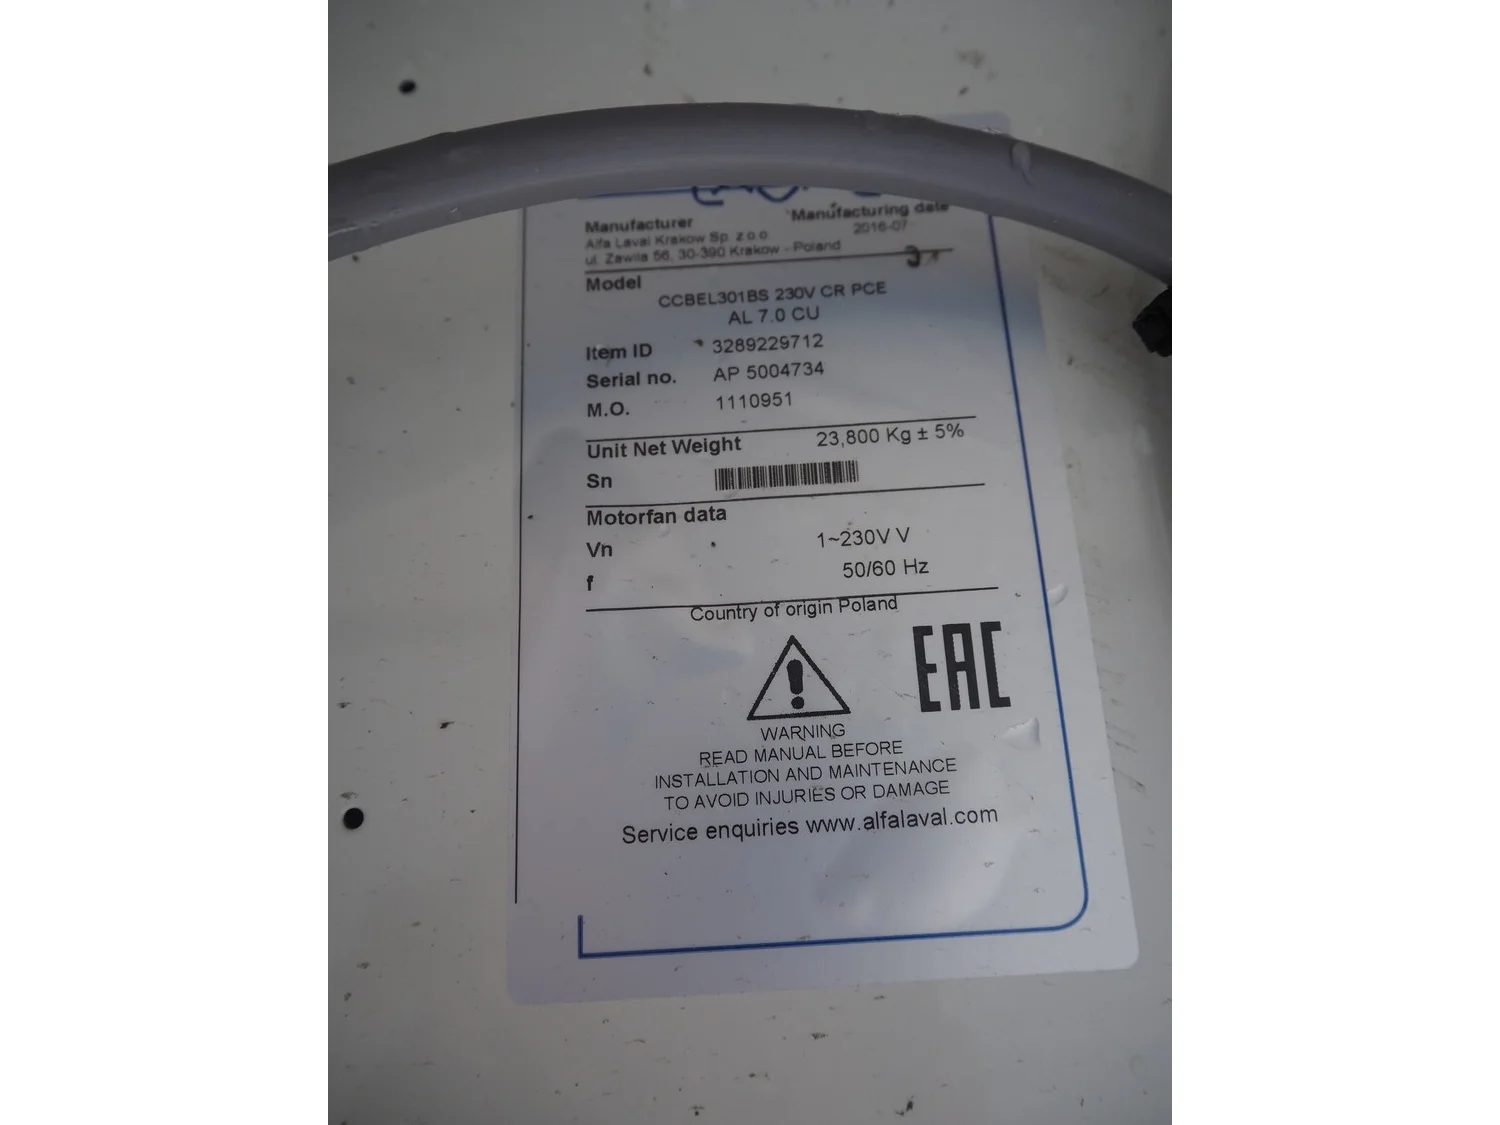 Manufacturer
Manufacturing date
Alfa Laval Krakow Sp. z o.o
2016-07
ul. Zawila 56, 30-390 Krakow - Poland
Model
CCBEL301BS 230V CR PCE
AL 7.0 CU
Item ID 3289229712
Serial no. AP 5004734
M.O. 1110951
Unit Net Weight 23,800 Kg ± 5%
Sn
Motorfan data
Vn 1~230V V
f 50/60 Hz
Country of origin Poland
EAC
WARNING
READ MANUAL BEFORE
INSTALLATION AND MAINTENANCE
TO AVOID INJURIES OR DAMAGE
Service enquiries www.alfalaval.com